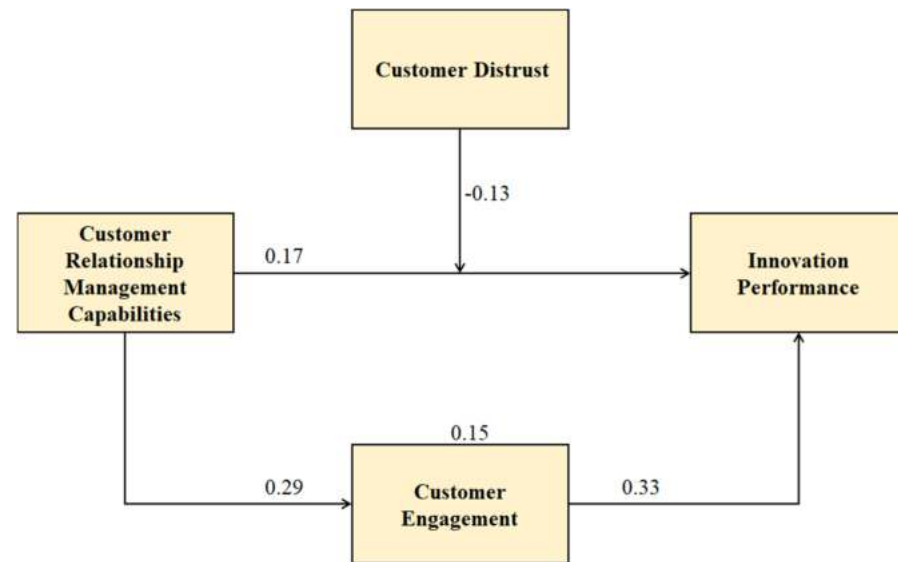 Customer Distrust
-0.13
Customer
Relationship
Management
Capabilities
0.17
Innovation
Performance
0.15
0.29
Customer
Engagement
0.33